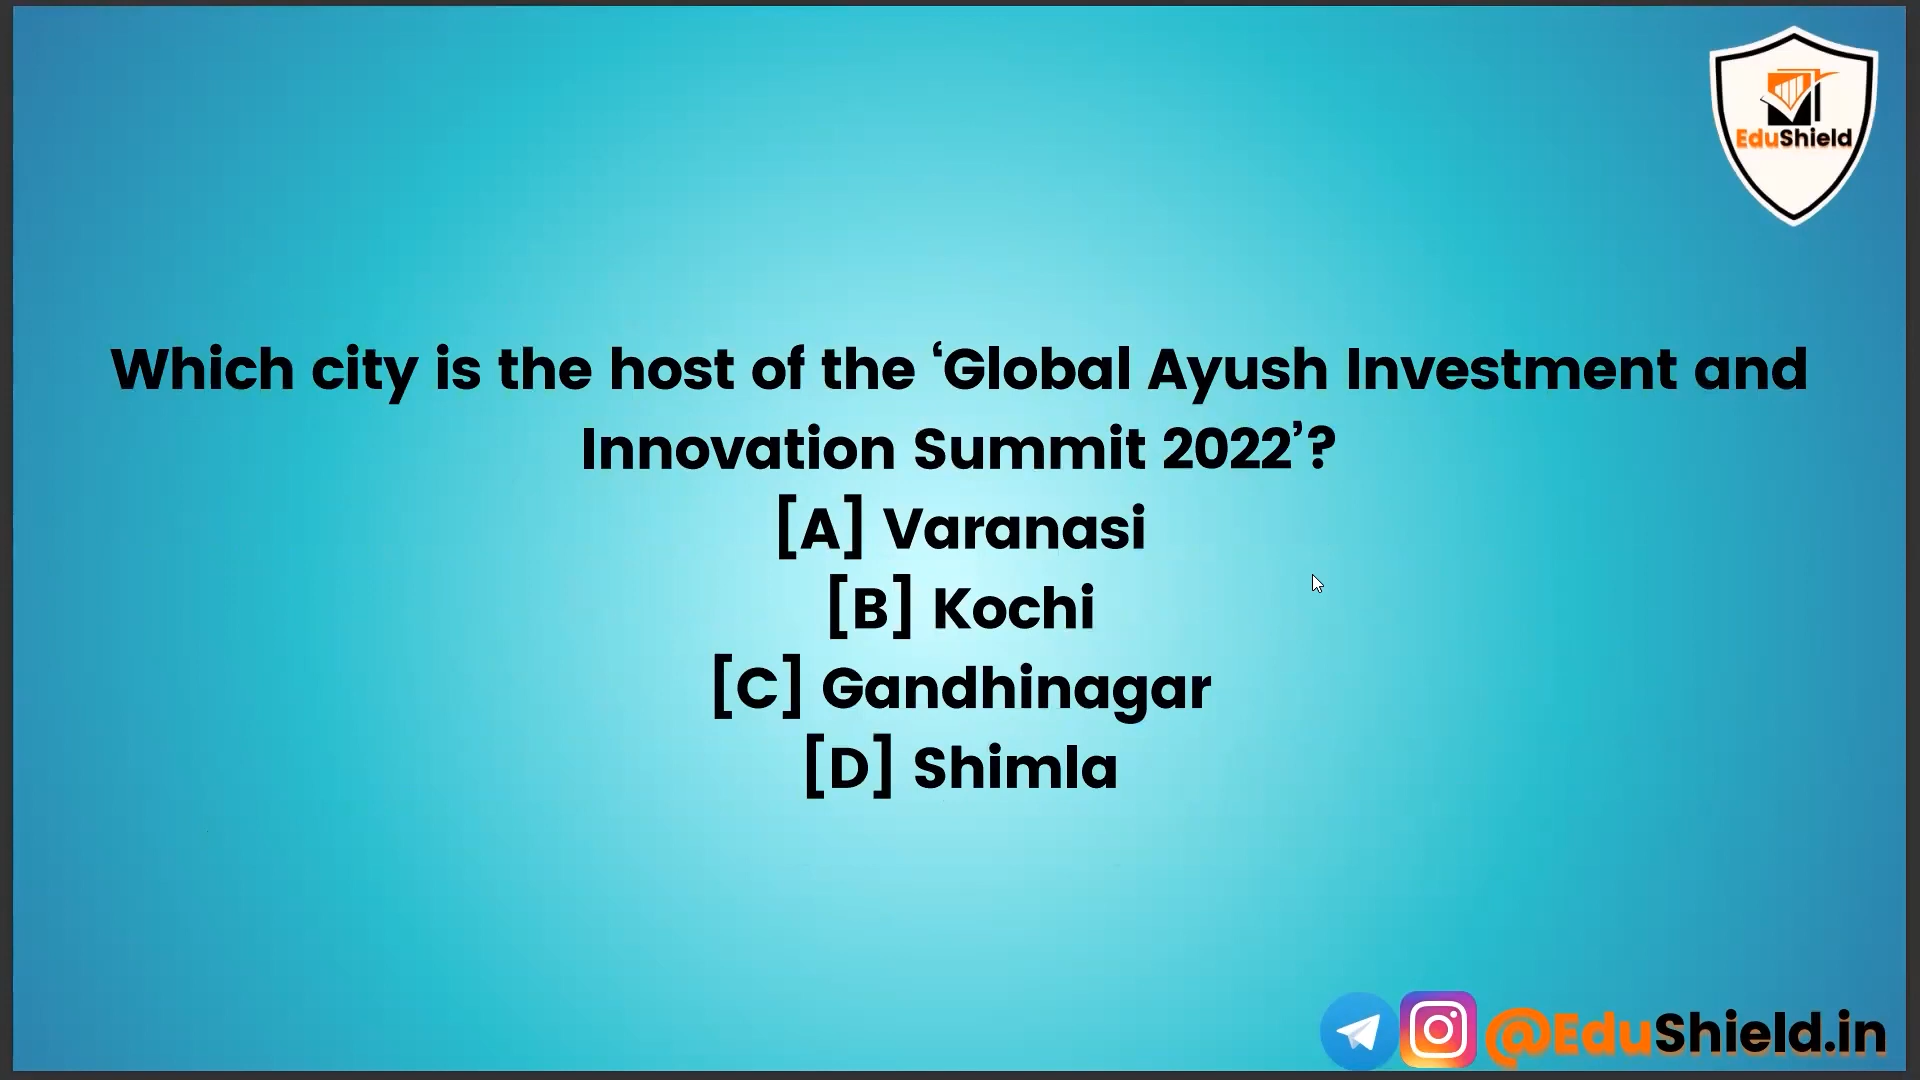 EduShield
Which city is the host of the ‘Global Ayush Investment and
Innovation Summit 2022’?
[A] Varanasi
[B] Kochi
[C] Gandhinagar
[D] Shimla
@EduShield.in